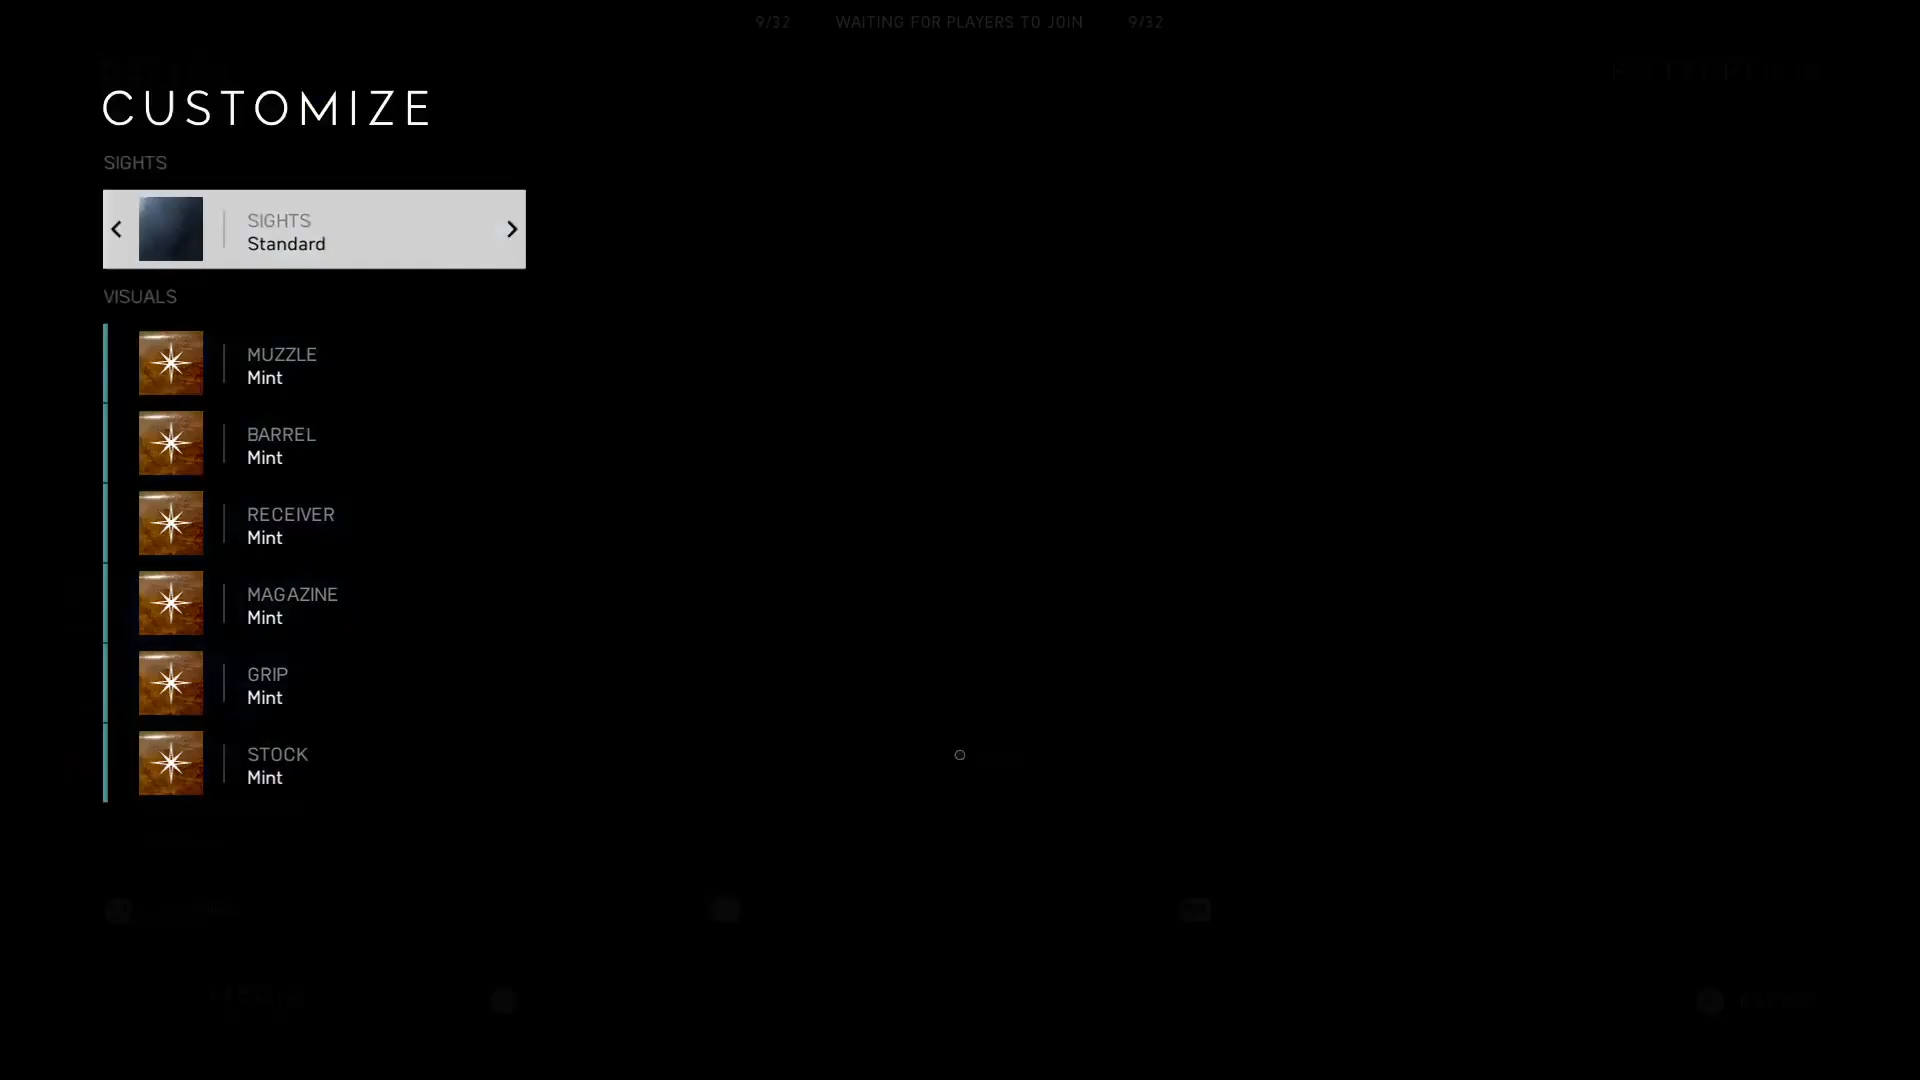 9/32 WAITING FOR PLAYERS TO JOIN 9/32
CUSTOMIZE
SIGHTS
SIGHTS
Standard
VISUALS
MUZZLE
Mint
BARREL
Mint
RECEIVER
Mint
MAGAZINE
Mint
GRIP
Mint
STOCK
Mint